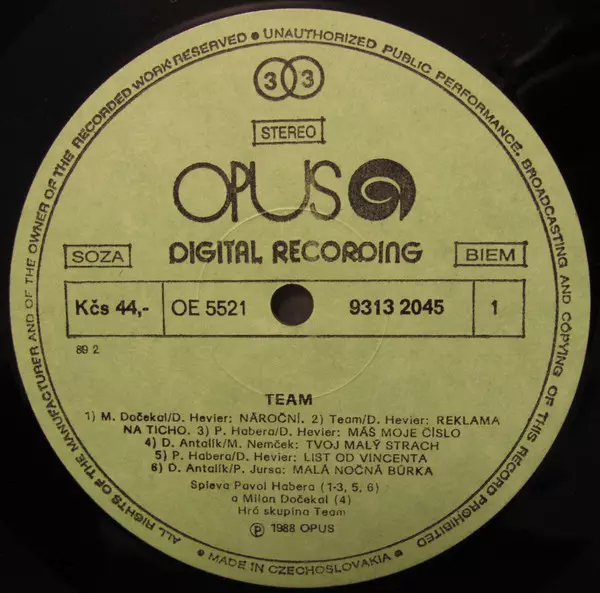 ALL RIGHTS OF THE MANUFACTURER AND OF THE OWNER OF THE RECORDED WORK RESERVED • UNAUTHORIZED PUBLIC PERFORMANCE, BROADCASTING AND COPYING OF THIS RECORD PROHIBITED
33
STEREO
OPUS
DIGITAL RECORDING
SOZA
BIEM
Kčs 44,- OE 5521 9313 2045 1
89 2
TEAM
1) M. Dočekal/D. Hevier: NÁROČNÍ. 2) Team/D. Hevier: REKLAMA
NA TICHO. 3) P. Habera/D. Hevier: MÁŠ MOJE ČÍSLO
4) D. Antalík/M. Nemček: TVOJ MALÝ STRACH
5) P. Habera/D. Hevier: LIST OD VINCENTA
6) D. Antalík/P. Jursa: MALÁ NOČNÁ BÚRKA
Spieva Pavol Habera (1-3, 5, 6)
a Milan Dočekal (4)
Hrá skupina Team
Ⓟ 1988 OPUS
• MADE IN CZECHOSLOVAKIA •